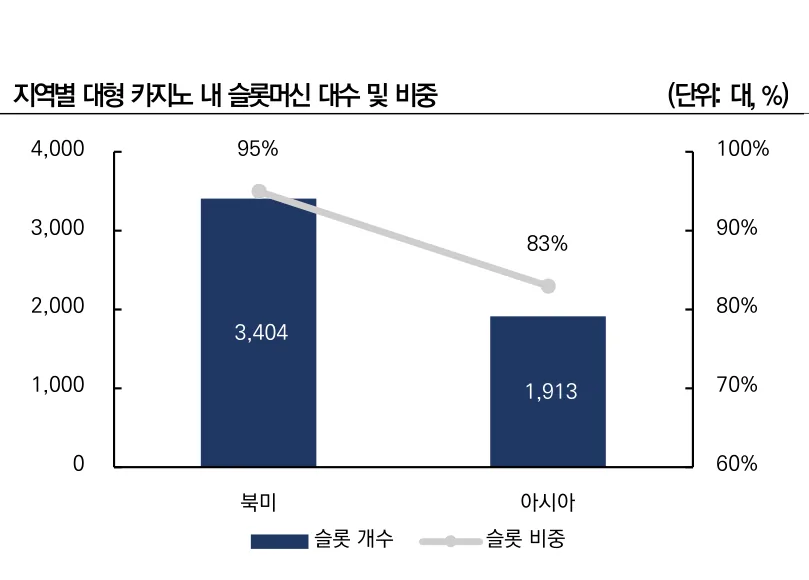 지역별 대형 카지노 내 슬롯머신 대수 및 비중 (단위: 대, %)
4,000 95% 100%
3,000 83% 90%
2,000 3,404 80%
1,000 1,913 70%
0 60%
북미 아시아
슬롯 개수 슬롯 비중